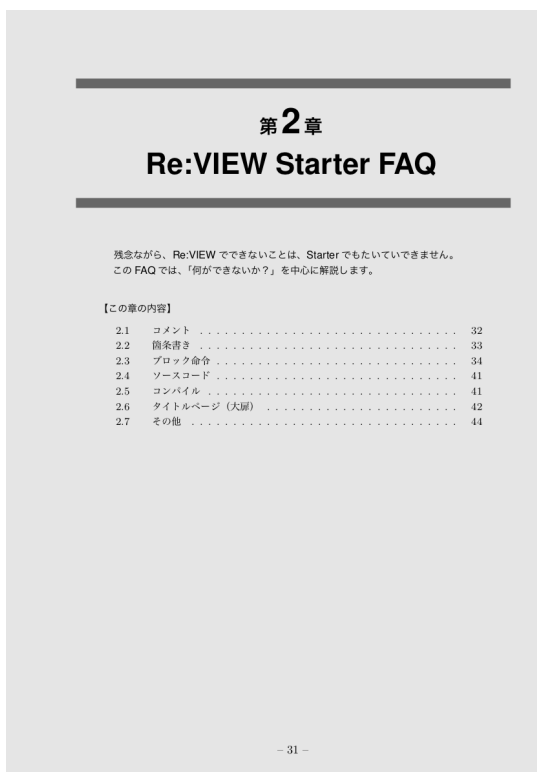 第2章
Re:VIEW Starter FAQ
残念ながら、Re:VIEW でできないことは、Starter でもたいていできません。
この FAQ では、「何ができないか？」を中心に解説します。
【この章の内容】
2.1 コメント . . . . . . . . . . . . . . . . . . . . . . . . . . . . . . . 32
2.2 箇条書き . . . . . . . . . . . . . . . . . . . . . . . . . . . . . . . 33
2.3 ブロック命令 . . . . . . . . . . . . . . . . . . . . . . . . . . . . . 34
2.4 ソースコード . . . . . . . . . . . . . . . . . . . . . . . . . . . . . 41
2.5 コンパイル . . . . . . . . . . . . . . . . . . . . . . . . . . . . . . 41
2.6 タイトルページ（大扉） . . . . . . . . . . . . . . . . . . . . . . . 42
2.7 その他 . . . . . . . . . . . . . . . . . . . . . . . . . . . . . . . . 44
– 31 –